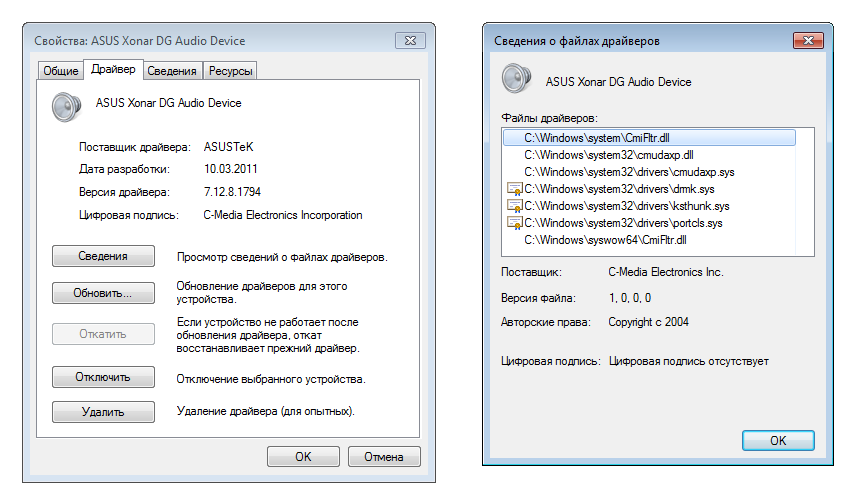 Свойства: ASUS Xonar DG Audio Device
Общие
Драйвер
Сведения
Ресурсы
ASUS Xonar DG Audio Device
Поставщик драйвера: ASUSTeK
Дата разработки: 10.03.2011
Версия драйвера: 7.12.8.1794
Цифровая подпись: C-Media Electronics Incorporation
Сведения
Просмотр сведений о файлах драйверов.
Обновить...
Обновление драйверов для этого
устройства.
Откатить
Если устройство не работает после
обновления драйвера, откат
восстанавливает прежний драйвер.
Отключить
Отключение выбранного устройства.
Удалить
Удаление драйвера (для опытных).
OK
Отмена
Сведения о файлах драйверов
ASUS Xonar DG Audio Device
Файлы драйверов:
C:\Windows\system\CmiFltr.dll
C:\Windows\system32\cmudaxp.dll
C:\Windows\system32\drivers\cmudaxp.sys
C:\Windows\system32\drivers\drmk.sys
C:\Windows\system32\drivers\ksthunk.sys
C:\Windows\system32\drivers\portcls.sys
C:\Windows\syswow64\CmiFltr.dll
Поставщик: C-Media Electronics Inc.
Версия файла: 1, 0, 0, 0
Авторские права: Copyright c 2004
Цифровая подпись: Цифровая подпись отсутствует
OK